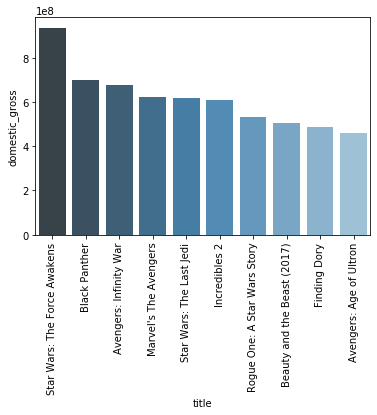 1e8
8
6
4
2
0
domestic_gross
Star Wars: The Force Awakens
Black Panther
Avengers: Infinity War
Marvel's The Avengers
Star Wars: The Last Jedi
Incredibles 2
Rogue One: A Star Wars Story
Beauty and the Beast (2017)
Finding Dory
Avengers: Age of Ultron
title